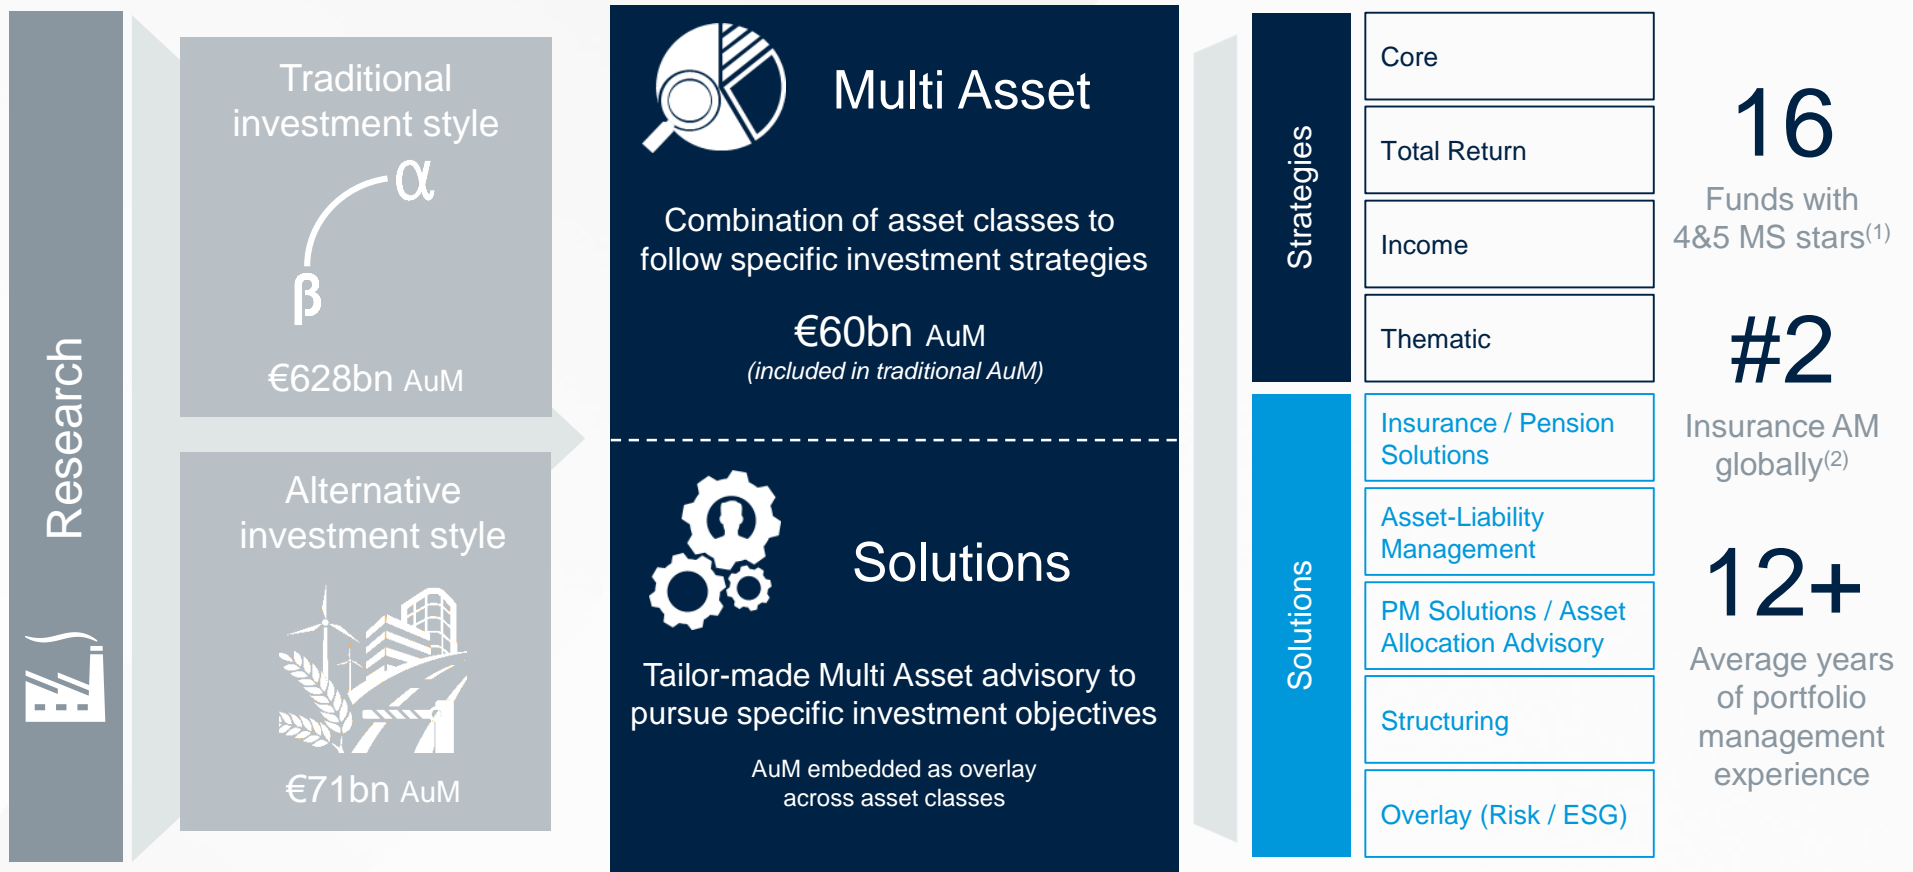 Research
Traditional
investment style
α
β
€628bn AuM
Alternative
investment style
€71bn AuM
Multi Asset
Combination of asset classes to
follow specific investment strategies
€60bn AuM
(included in traditional AuM)
Solutions
Tailor-made Multi Asset advisory to
pursue specific investment objectives
AuM embedded as overlay
across asset classes
Strategies
Core
Total Return
Income
Thematic
Solutions
Insurance / Pension
Solutions
Asset-Liability
Management
PM Solutions / Asset
Allocation Advisory
Structuring
Overlay (Risk / ESG)
16
Funds with
4&5 MS stars(1)
#2
Insurance AM
globally(2)
12+
Average years
of portfolio
management
experience